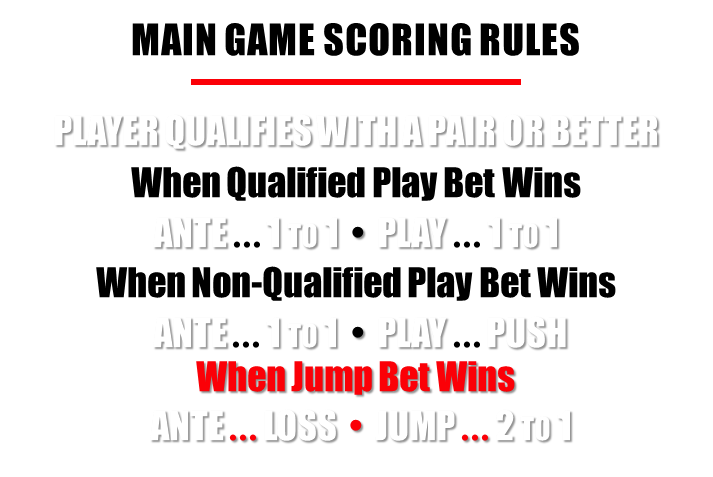 MAIN GAME SCORING RULES
PLAYER QUALIFIES WITH A PAIR OR BETTER
When Qualified Play Bet Wins
ANTE ... 1 TO 1 • PLAY ... 1 TO 1
When Non-Qualified Play Bet Wins
ANTE ... 1 TO 1 • PLAY ... PUSH
When Jump Bet Wins
ANTE ... LOSS • JUMP ... 2 TO 1